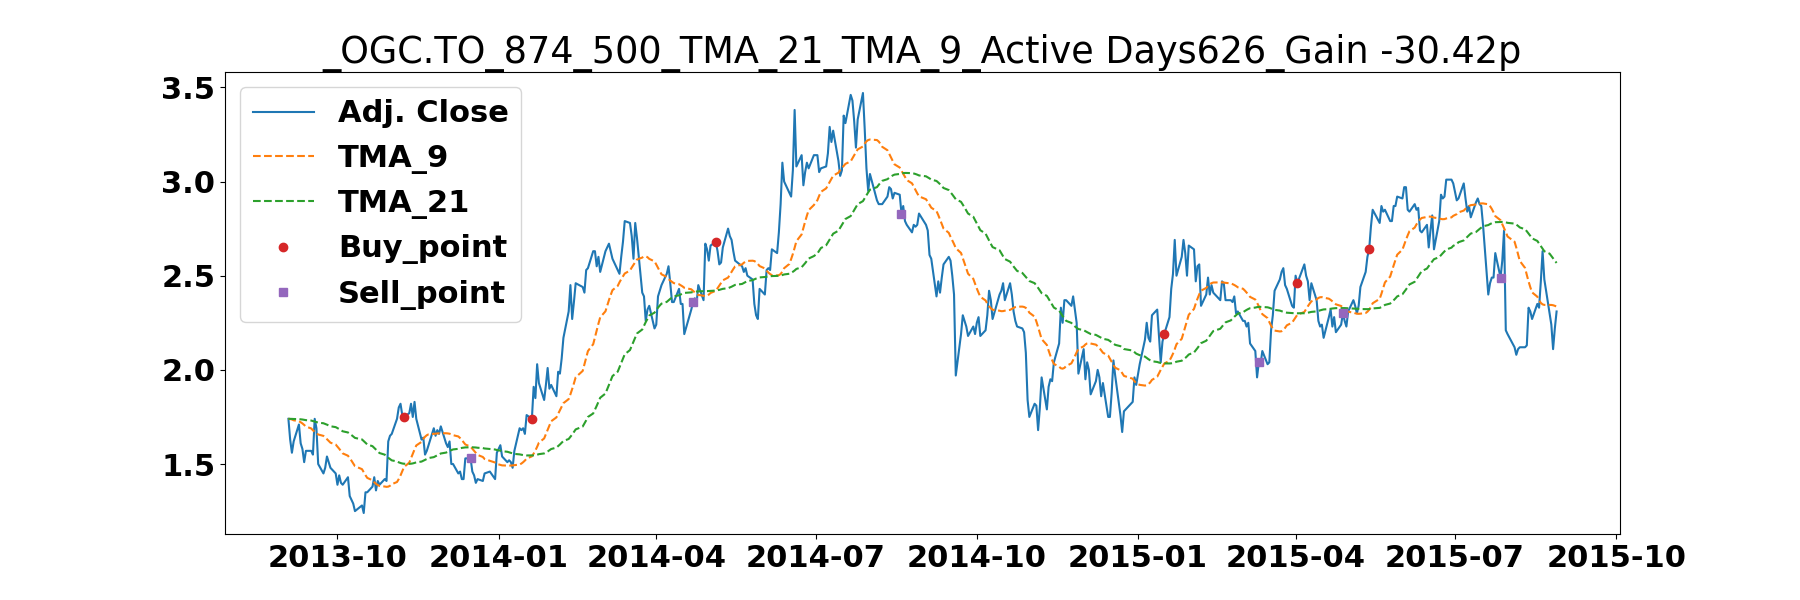 _OGC.TO_874_500_TMA_21_TMA_9_Active Days626_Gain -30.42p
3.5
3.0
2.5
2.0
1.5
Adj. Close
TMA_9
TMA_21
Buy_point
Sell_point
2013-10 2014-01 2014-04 2014-07 2014-10 2015-01 2015-04 2015-07 2015-10